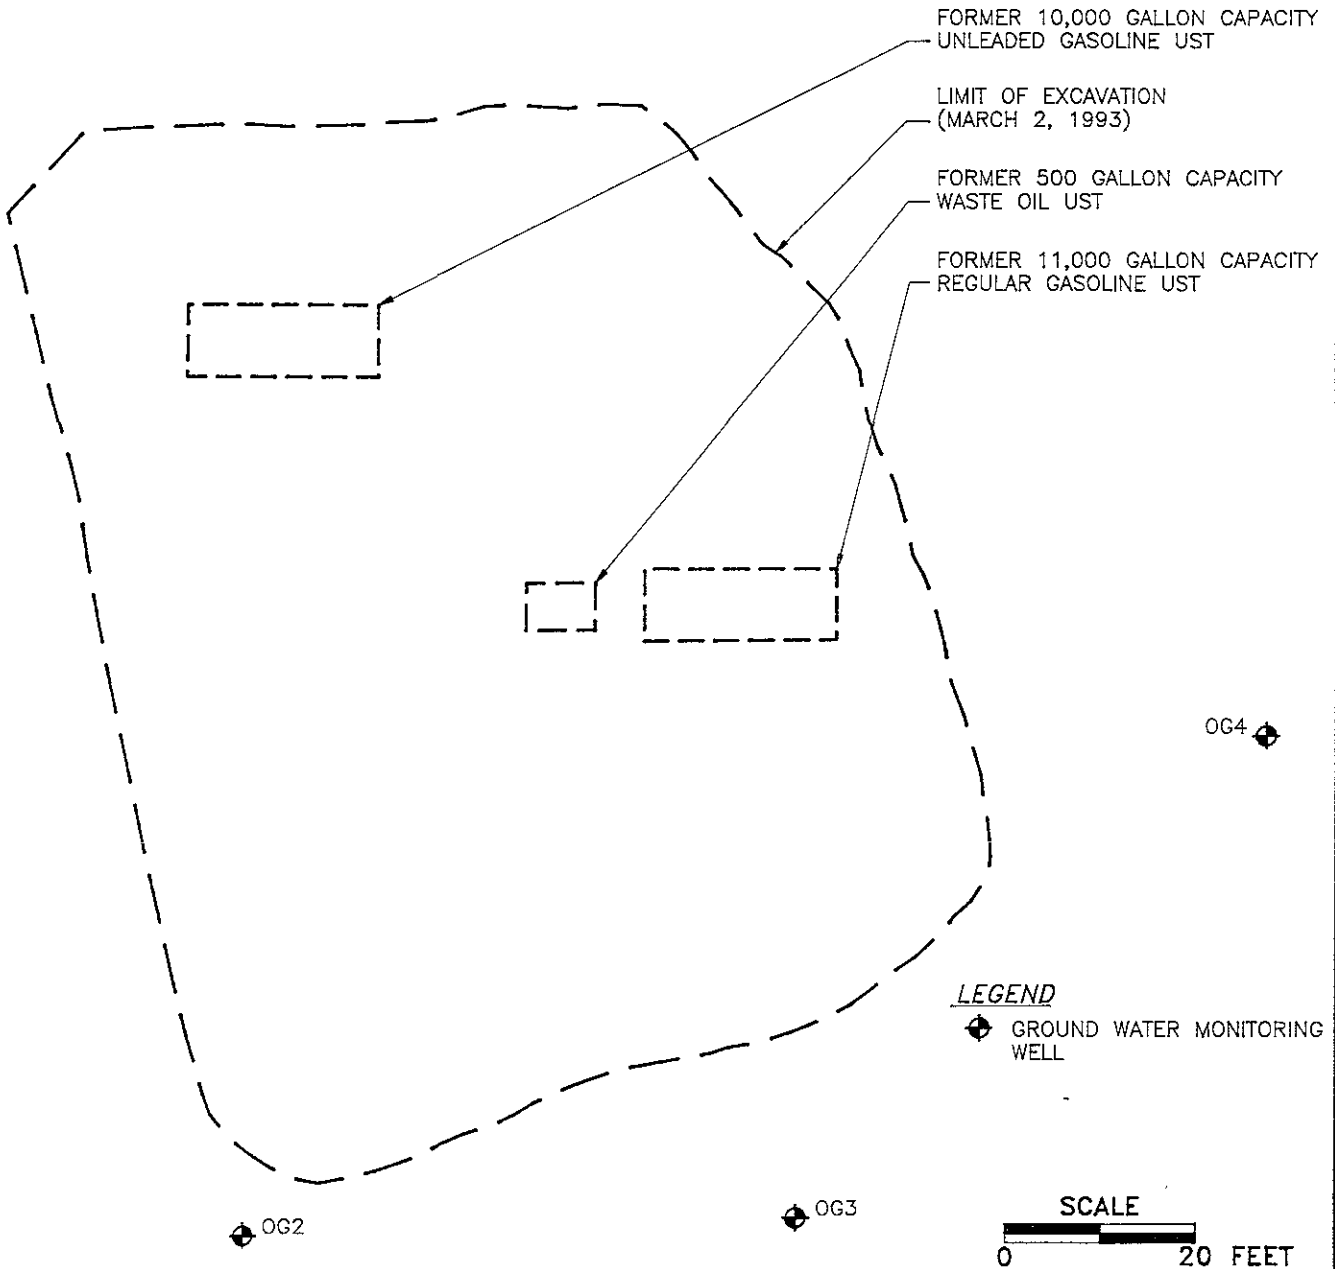 FORMER 10,000 GALLON CAPACITY
UNLEADED GASOLINE UST
LIMIT OF EXCAVATION
(MARCH 2, 1993)
FORMER 500 GALLON CAPACITY
WASTE OIL UST
FORMER 11,000 GALLON CAPACITY
REGULAR GASOLINE UST
OG4
LEGEND
GROUND WATER MONITORING
WELL
OG2
OG3
SCALE
0 20 FEET